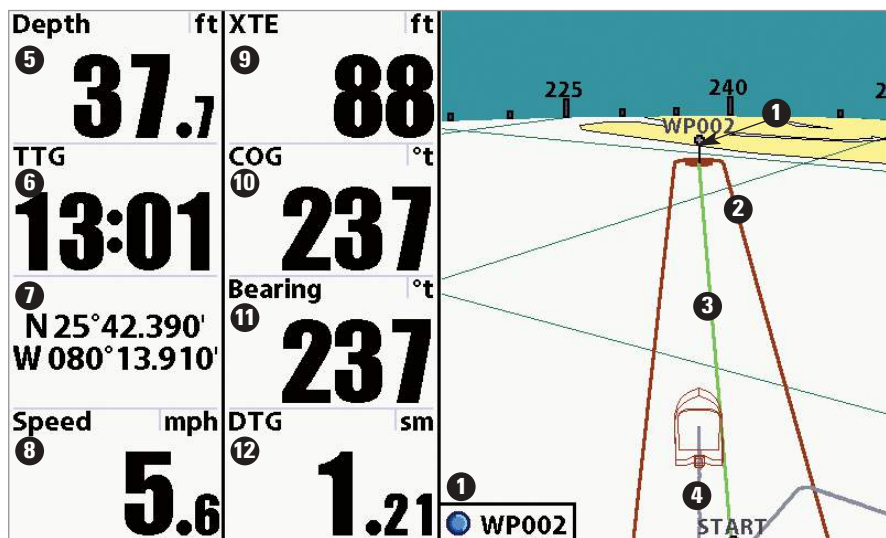 Depth ft
5
37.7
TTG
6
13:01
7
N 25°42.390'
W 080°13.910'
Speed mph
8
5.6
XTE ft
9
88
COG °t
10
237
Bearing °t
11
237
DTG sm
12
1.21
225 240 2
1
WP002
2
3
4
START
1
WP002